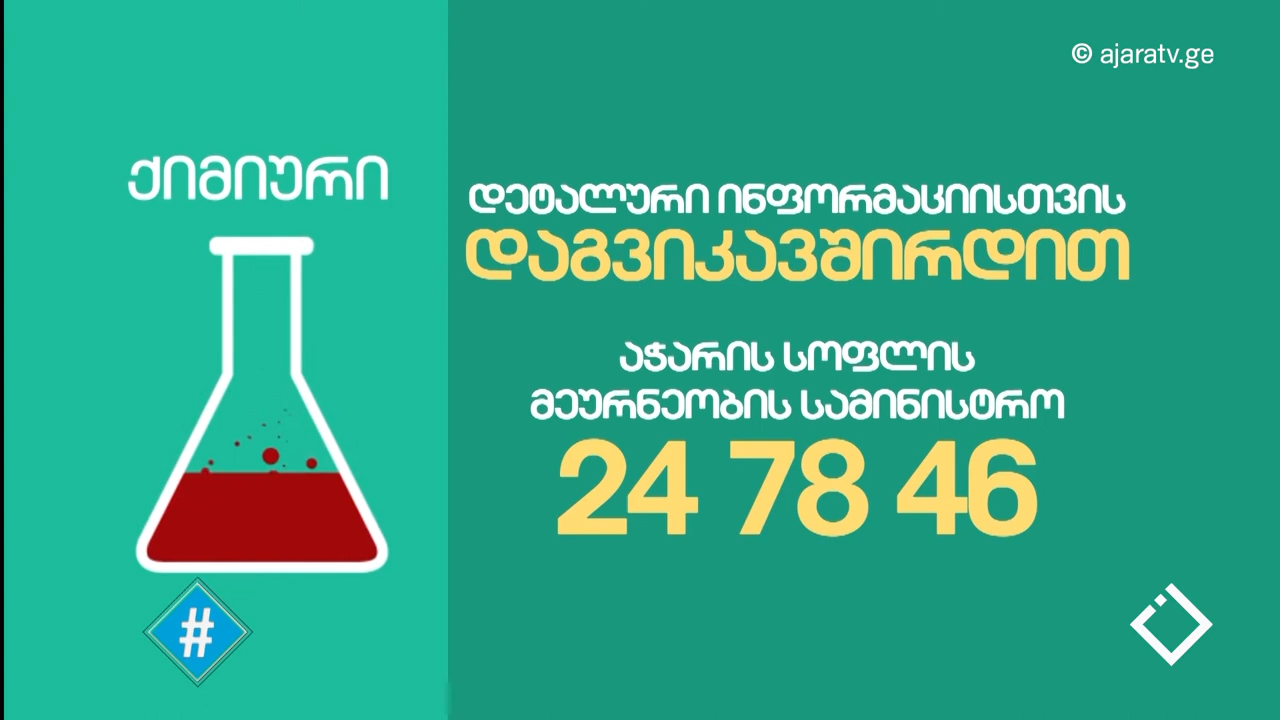 © ajaratv.ge
ქიმიური
დეტალური ინფორმაციისთვის
დაგვიკავშირდით
აჭარის სოფლის
მეურნეობის სამინისტრო
24 78 46
#